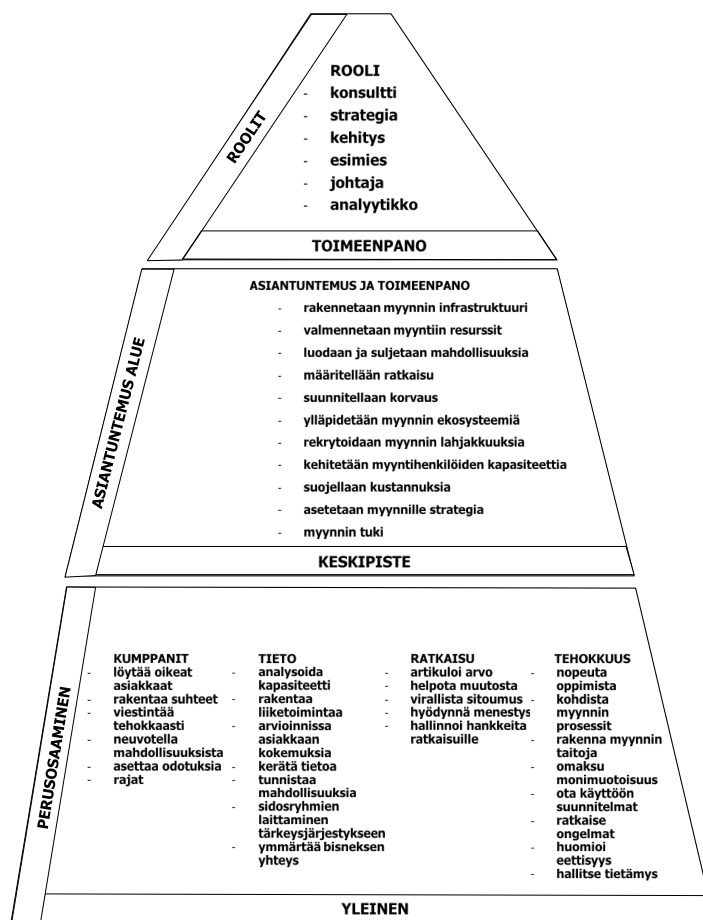 ROOLIT
ROOLI
- konsultti
- strategia
- kehitys
- esimies
- johtaja
- analyytikko
TOIMEENPANO
ASIANTUNTEMUS ALUE
ASIANTUNTEMUS JA TOIMEENPANO
- rakennetaan myynnin infrastruktuuri
- valmennetaan myyntiin resurssit
- luodaan ja suljetaan mahdollisuuksia
- määritellään ratkaisu
- suunnitellaan korvaus
- ylläpidetään myynnin ekosysteemiä
- rekrytoidaan myynnin lahjakkuuksia
- kehitetään myyntihenkilöiden kapasiteettia
- suojellaan kustannuksia
- asetetaan myynnille strategia
- myynnin tuki
KESKIPISTE
PERUSOSAAMINEN
KUMPPANIT
- löytää oikeat
asiakkaat
- rakentaa suhteet
- viestintää
tehokkaasti
- neuvotella
mahdollisuuksista
- asettaa odotuksia
- rajat
TIETO
- analysoida
kapasiteetti
- rakentaa
liiketoimintaa
- arvioinnissa
asiakkaan
kokemuksia
- kerätä tietoa
- tunnistaa
mahdollisuuksia
- sidosryhmien
laittaminen
tärkeysjärjestykseen
- ymmärtää bisneksen
yhteys
RATKAISU
- artikuloi arvo
- helpota muutosta
- virallista sitoumus
- hyödynnä menestys
- hallinnoi hankkeita
ratkaisuille
TEHOKKUUS
- nopeuta
oppimista
- kohdista
myynnin
prosessit
- rakenna myynnin
taitoja
- omaksu
monimuotoisuus
- ota käyttöön
suunnitelmat
- ratkaise
ongelmat
- huomioi
eettisyys
- hallitse tietämys
YLEINEN